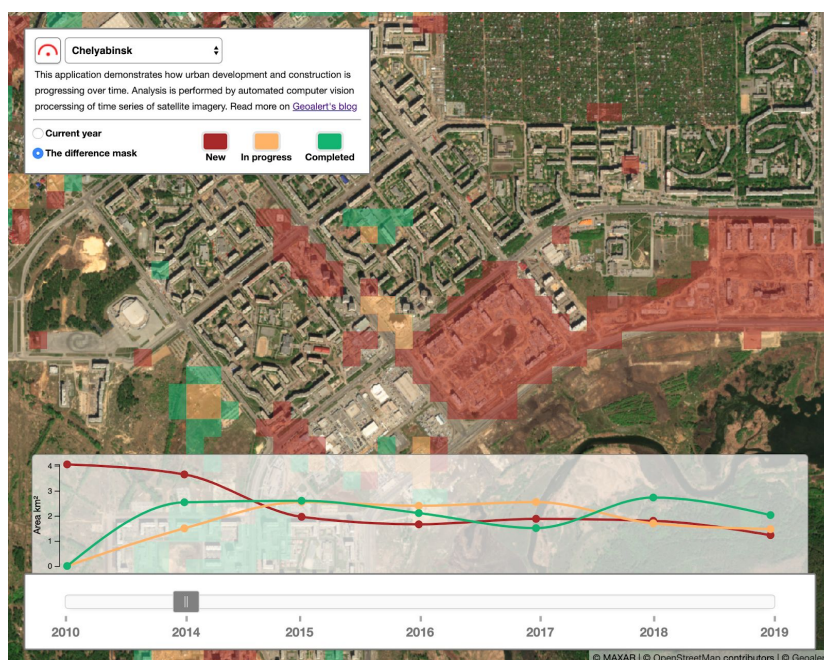 Chelyabinsk
This application demonstrates how urban development and construction is
progressing over time. Analysis is performed by automated computer vision
processing of time series of satellite imagery. Read more on Geoalert's blog
Current year
The difference mask
New In progress Completed
Area km²
4
3
2
1
0
2010 2014 2015 2016 2017 2018 2019
© MAXAR | © OpenStreetMap contributors | © Geoaler